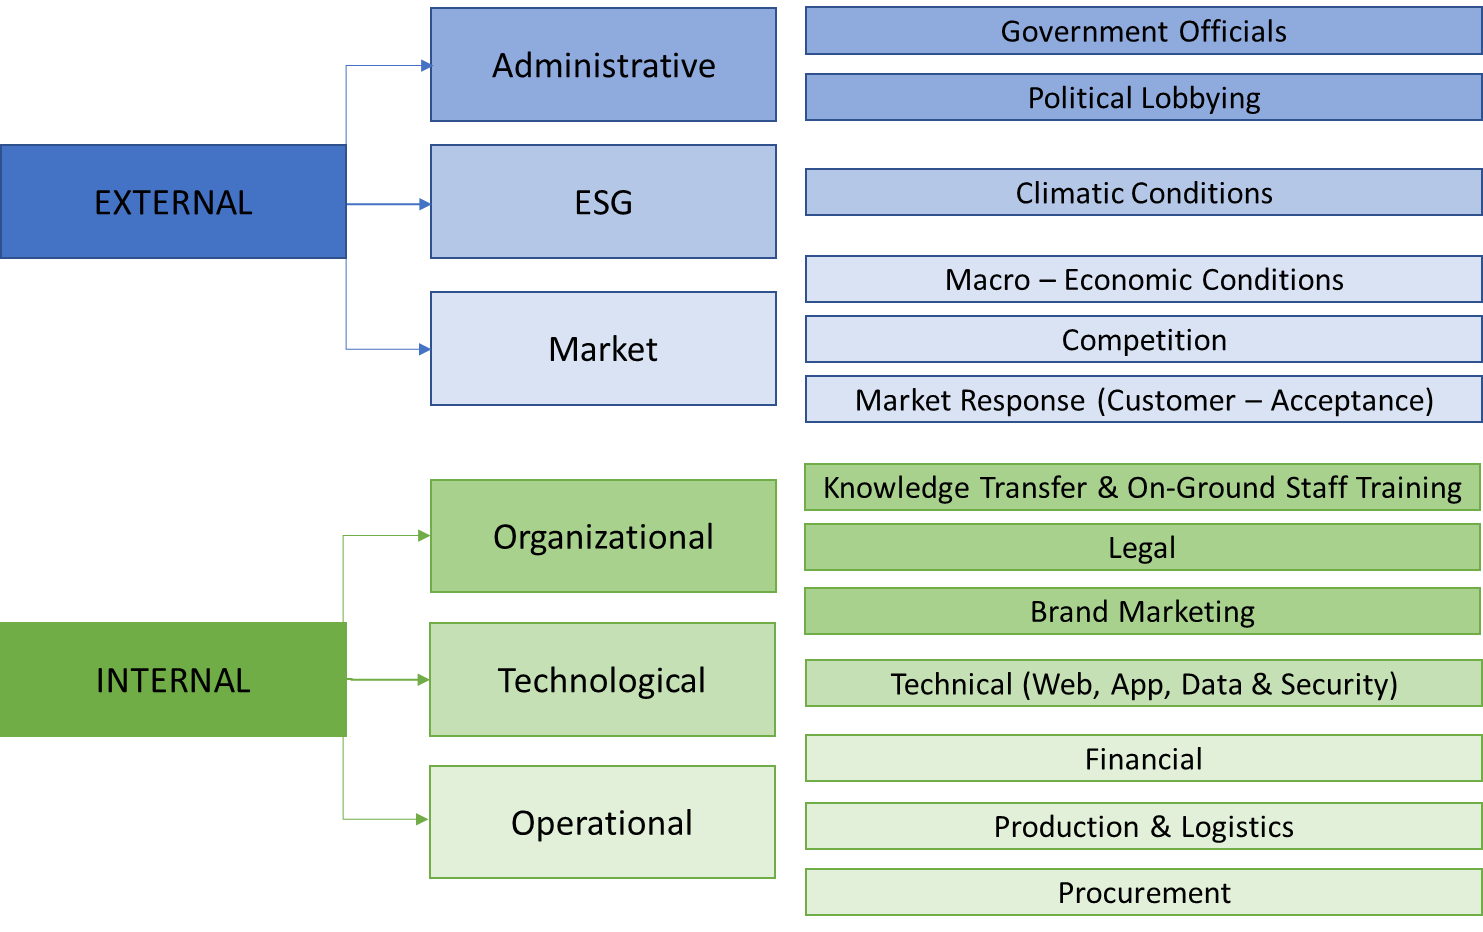 EXTERNAL
Administrative
Government Officials
Political Lobbying
ESG
Climatic Conditions
Market
Macro – Economic Conditions
Competition
Market Response (Customer – Acceptance)
INTERNAL
Organizational
Knowledge Transfer & On-Ground Staff Training
Legal
Brand Marketing
Technological
Technical (Web, App, Data & Security)
Operational
Financial
Production & Logistics
Procurement